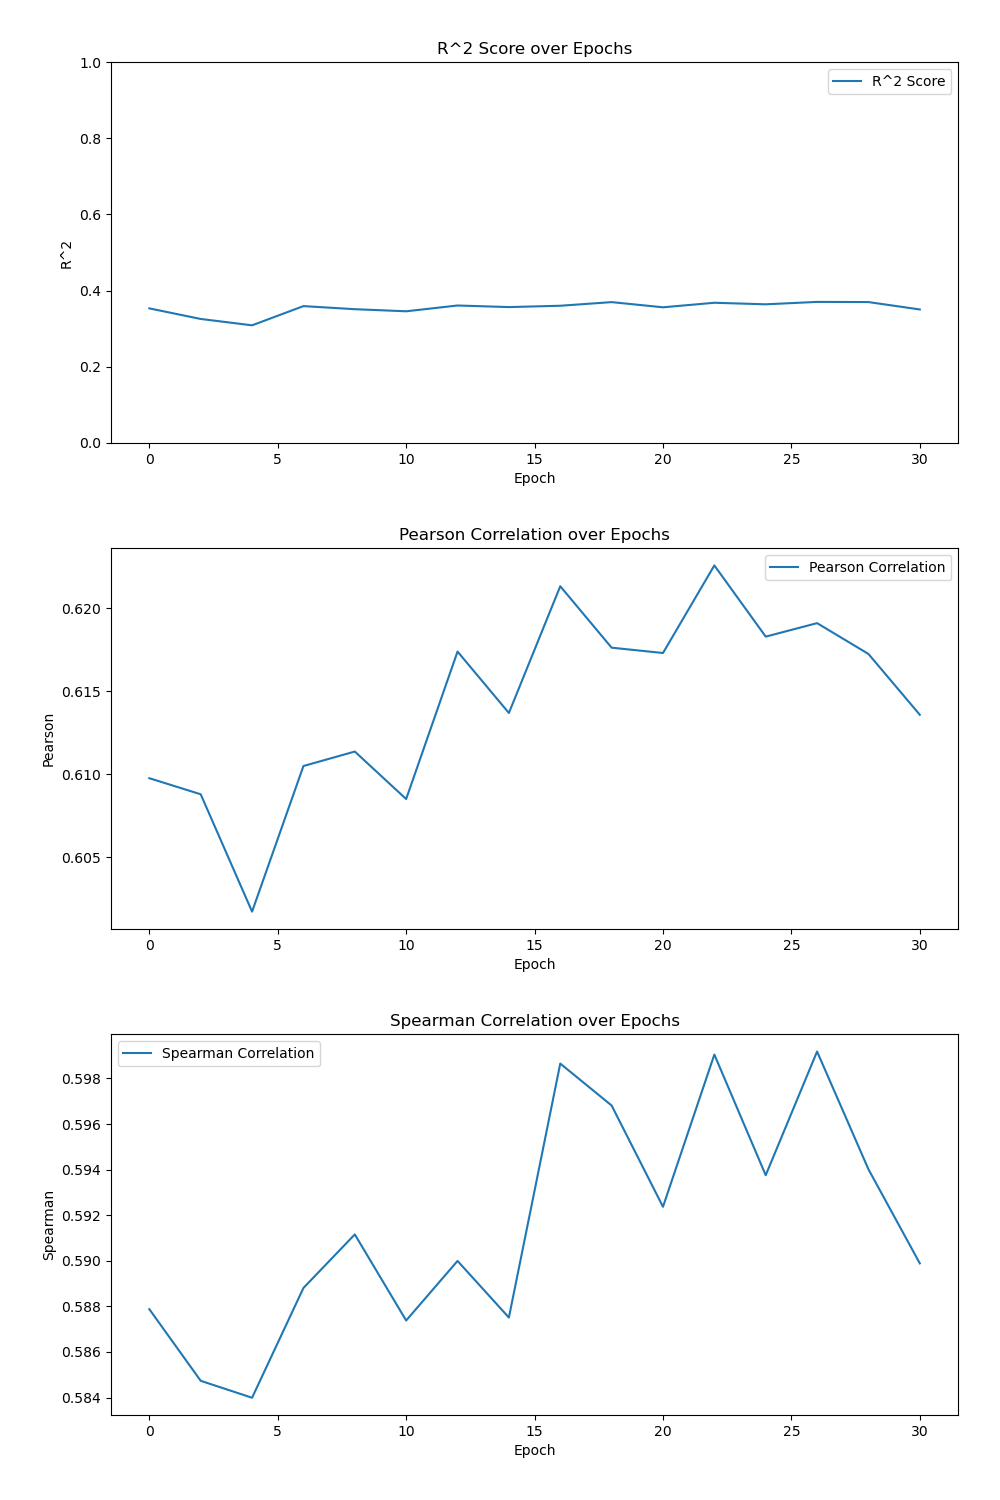 R^2 Score over Epochs
1.0
R^2 Score
0.8
0.6
R^2
0.4
0.2
0.0
0 5 10 15 20 25 30
Epoch
Pearson Correlation over Epochs
Pearson Correlation
0.620
0.615
Pearson
0.610
0.605
0 5 10 15 20 25 30
Epoch
Spearman Correlation over Epochs
Spearman Correlation
0.598
0.596
0.594
0.592
Spearman
0.590
0.588
0.586
0.584
0 5 10 15 20 25 30
Epoch